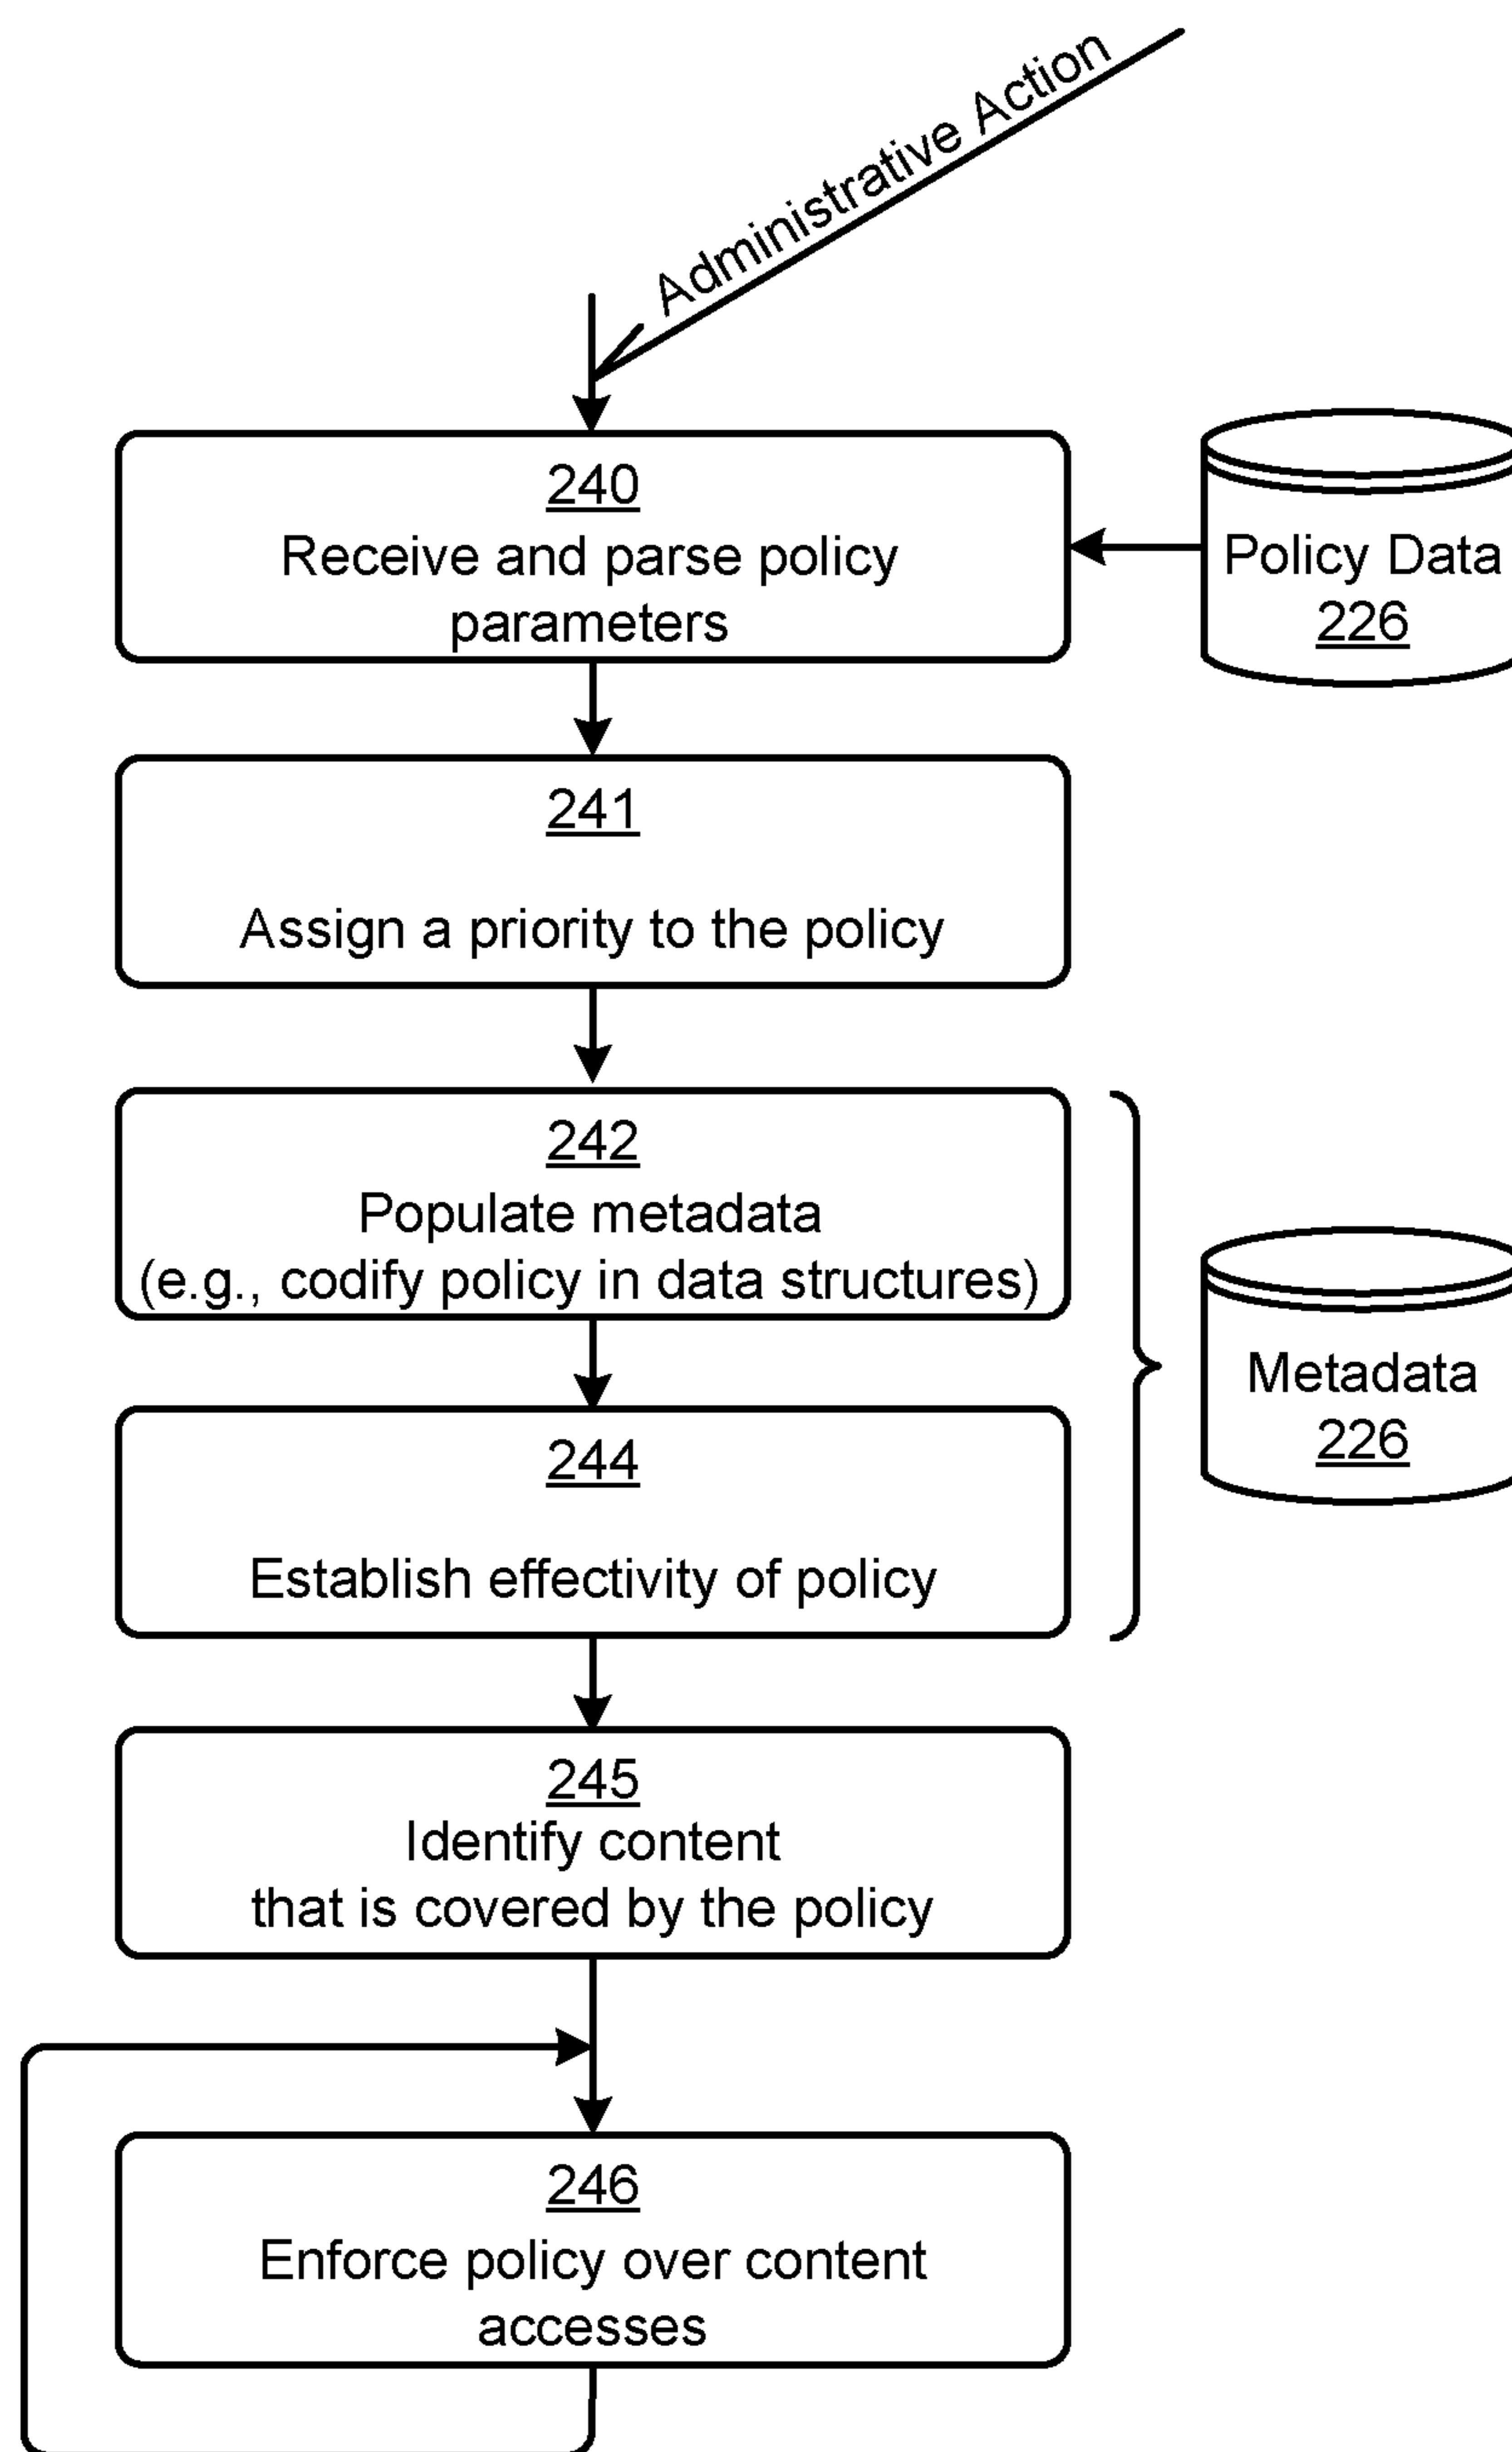 Administrative Action
240
Receive and parse policy
parameters
Policy Data
226
241
Assign a priority to the policy
242
Populate metadata
(e.g., codify policy in data structures)
Metadata
226
244
Establish effectivity of policy
245
Identify content
that is covered by the policy
246
Enforce policy over content
accesses